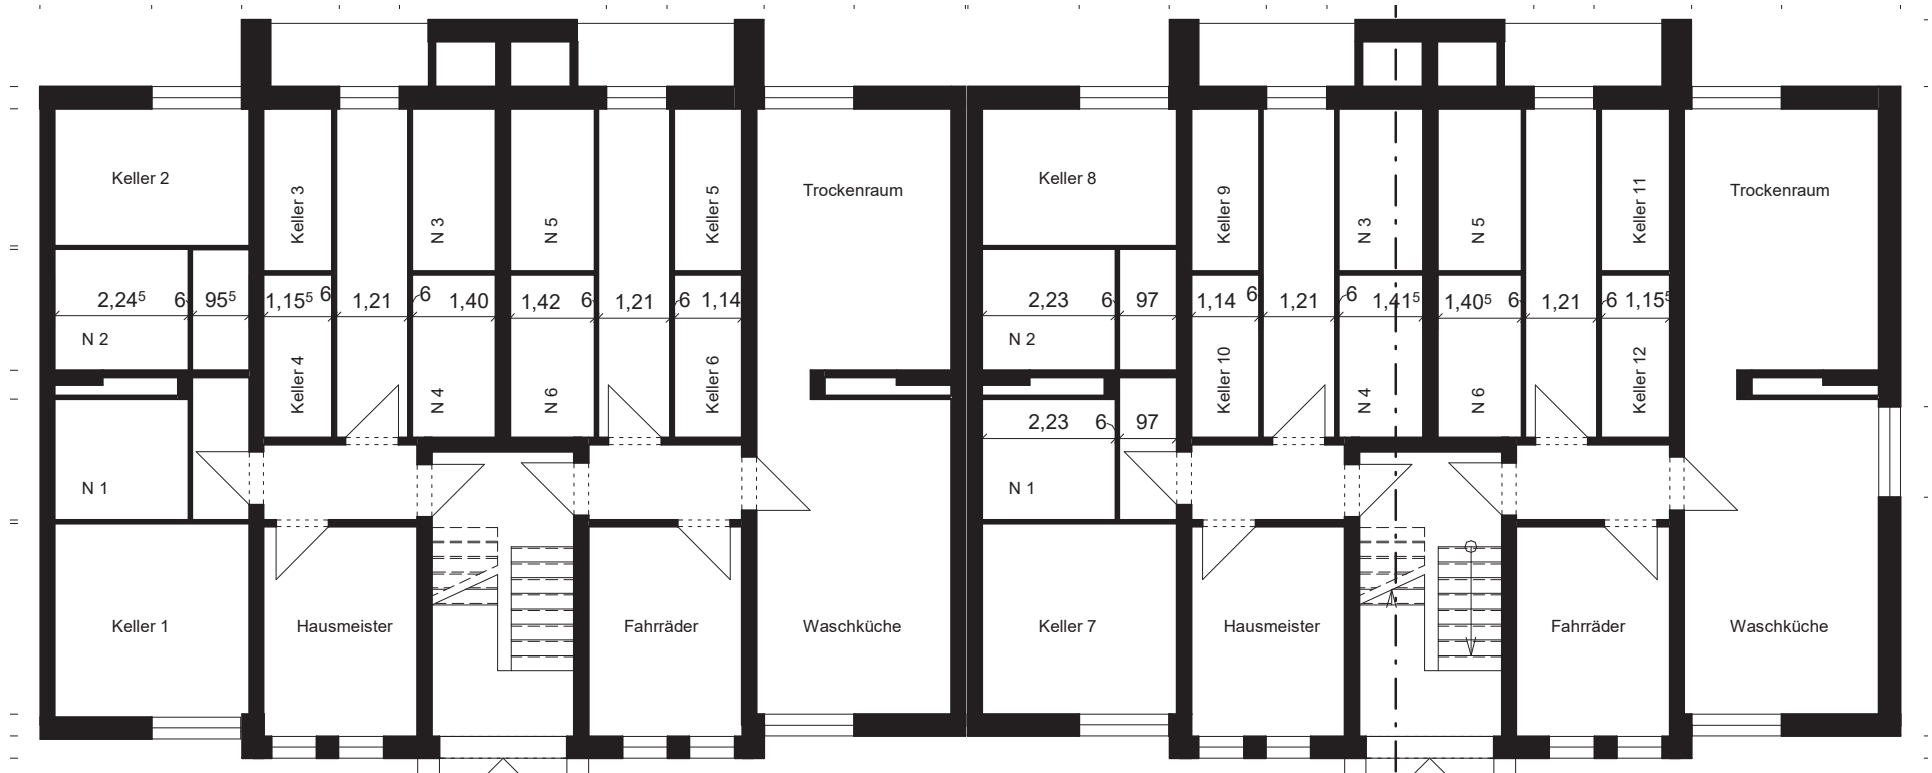 Keller 2
Keller 3
N 3
N 5
Keller 5
Trockenraum
Keller 8
Keller 9
N 3
N 5
Keller 11
Trockenraum
2,24⁵ 6 95⁵ 1,15⁵ 6 1,21 6 1,40 1,42 6 1,21 6 1,14
2,23 6 97 1,14 6 1,21 6 1,41⁵ 1,40⁵ 6 1,21 6 1,15⁵
N 2
Keller 4
N 4
N 6
Keller 6
N 2
Keller 10
N 4
N 6
Keller 12
2,23 6 97
N 1
N 1
Keller 1
Hausmeister
Fahrräder
Waschküche
Keller 7
Hausmeister
Fahrräder
Waschküche